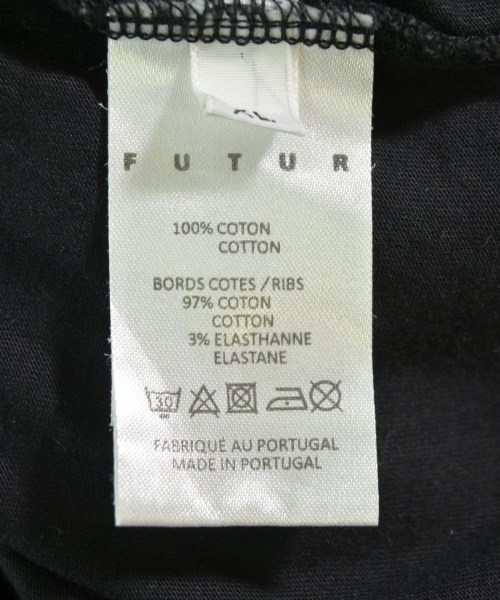 XL
F U T U R
100% COTON
COTTON
BORDS COTES / RIBS
97% COTON
COTTON
3% ELASTHANNE
ELASTANE
30
FABRIQUÉ AU PORTUGAL
MADE IN PORTUGAL